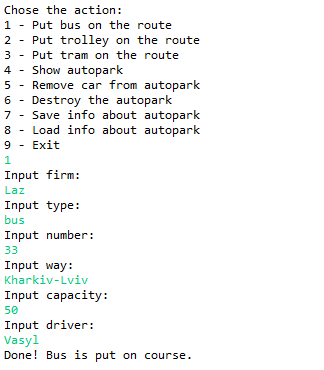 Chose the action:
1 - Put bus on the route
2 - Put trolley on the route
3 - Put tram on the route
4 - Show autopark
5 - Remove car from autopark
6 - Destroy the autopark
7 - Save info about autopark
8 - Load info about autopark
9 - Exit
1
Input firm:
Laz
Input type:
bus
Input number:
33
Input way:
Kharkiv-Lviv
Input capacity:
50
Input driver:
Vasyl
Done! Bus is put on course.